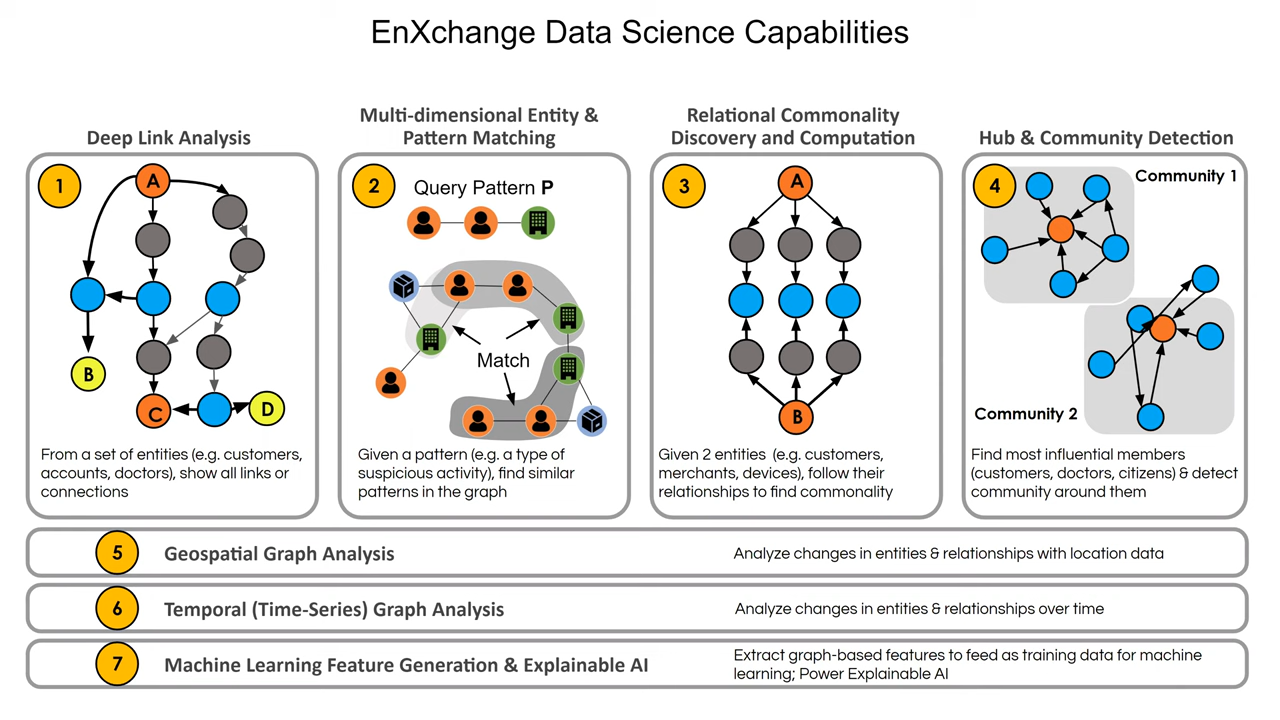 EnXchange Data Science Capabilities
Deep Link Analysis
1
A
B
C
D
From a set of entities (e.g. customers,
accounts, doctors), show all links or
connections
Multi-dimensional Entity &
Pattern Matching
2
Query Pattern P
Match
Given a pattern (e.g. a type of
suspicious activity), find similar
patterns in the graph
Relational Commonality
Discovery and Computation
3
A
B
Given 2 entities (e.g. customers,
merchants, devices), follow their
relationships to find commonality
Hub & Community Detection
4
Community 1
Community 2
Find most influential members
(customers, doctors, citizens) & detect
community around them
5
Geospatial Graph Analysis
Analyze changes in entities & relationships with location data
6
Temporal (Time-Series) Graph Analysis
Analyze changes in entities & relationships over time
7
Machine Learning Feature Generation & Explainable AI
Extract graph-based features to feed as training data for machine
learning; Power Explainable AI